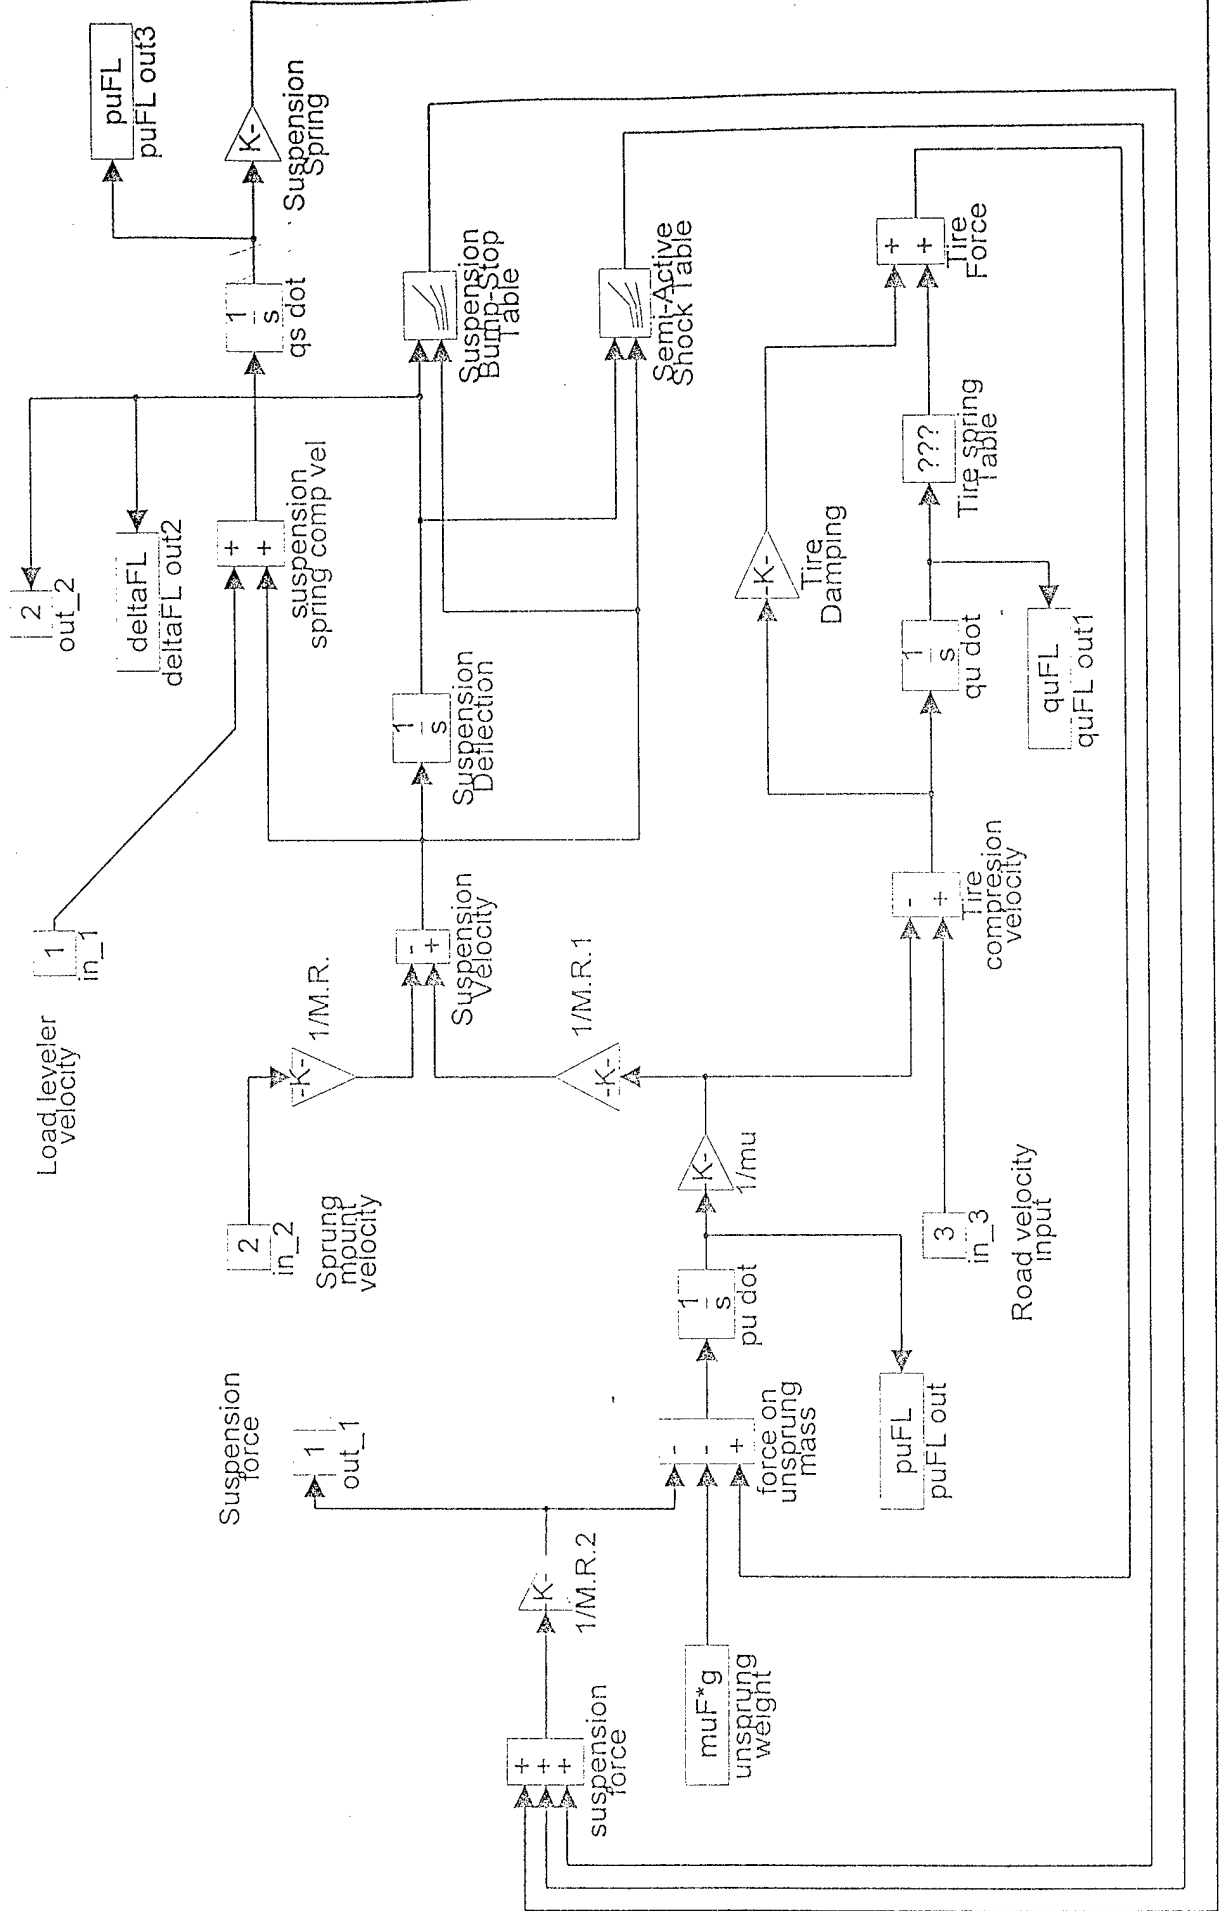 Load leveler
velocity
1
in_1
2
out_2
deltaFL
deltaFL out2
puFL
puFL out3
+
+
suspension
spring comp vel
1
s
qs dot
K-
Suspension
Spring
2
in_2
Sprung
mount
velocity
-K-
1/M.R.
-
+
Suspension
Velocity
1
s
Suspension
Deflection
Suspension
Bump-Stop
Table
Suspension
force
1
out_1
-K-
1/M.R.1
Semi-Active
Shock Table
+
+
+
suspension
force
K-
1/M.R.2
-
-
+
force on
unsprung
mass
1
s
pu dot
K-
1/mu
muF*g
unsprung
weight
puFL
puFL out
3
in_3
Road velocity
input
-
+
Tire
compresion
velocity
-K-
Tire
Damping
1
s
qu dot
???
Tire spring
Table
+
+
Tire
Force
quFL
quFL out1